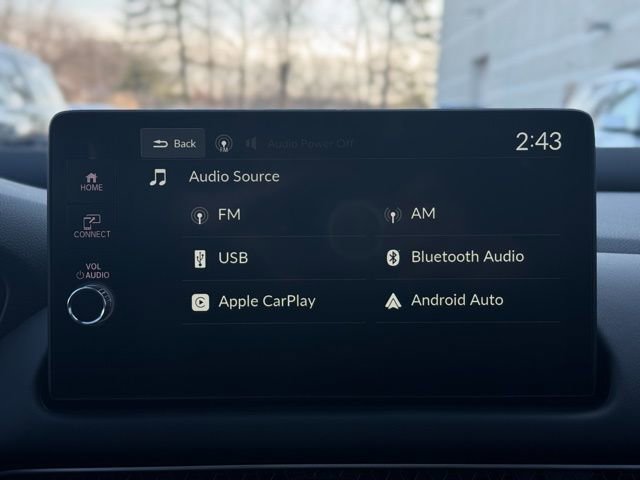 Back
FM
Audio Power Off
2:43
HOME
Audio Source
FM
AM
CONNECT
USB
Bluetooth Audio
VOL
AUDIO
Apple CarPlay
Android Auto